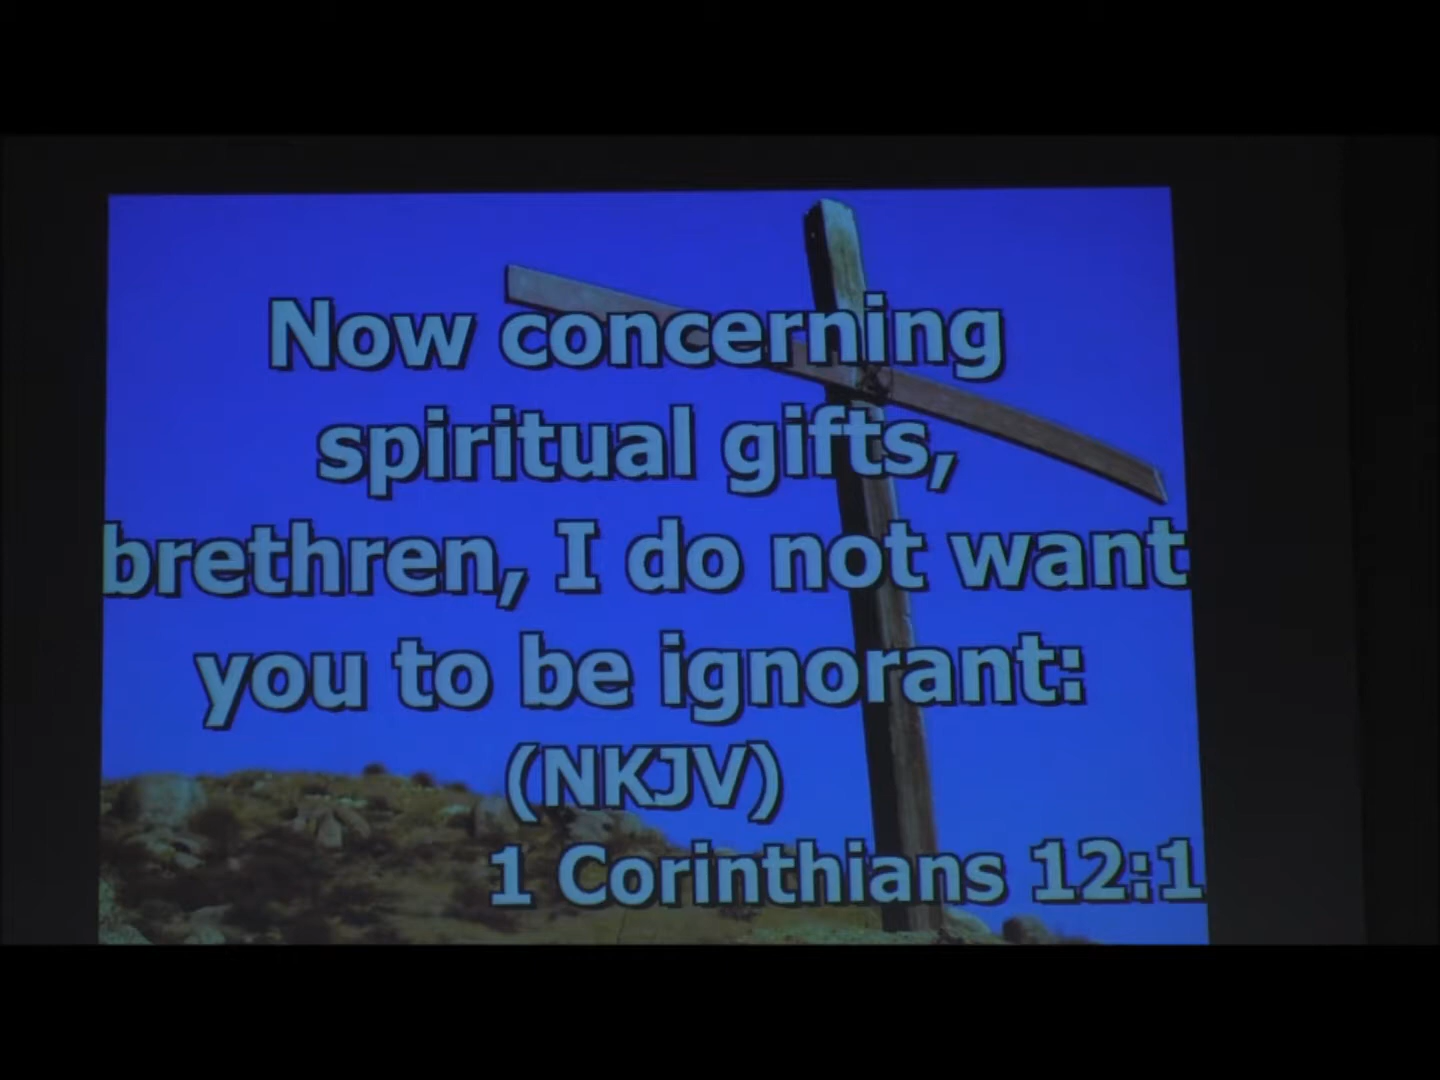 Now concerning
spiritual gifts,
brethren, I do not want
you to be ignorant:
(NKJV)
1 Corinthians 12:1